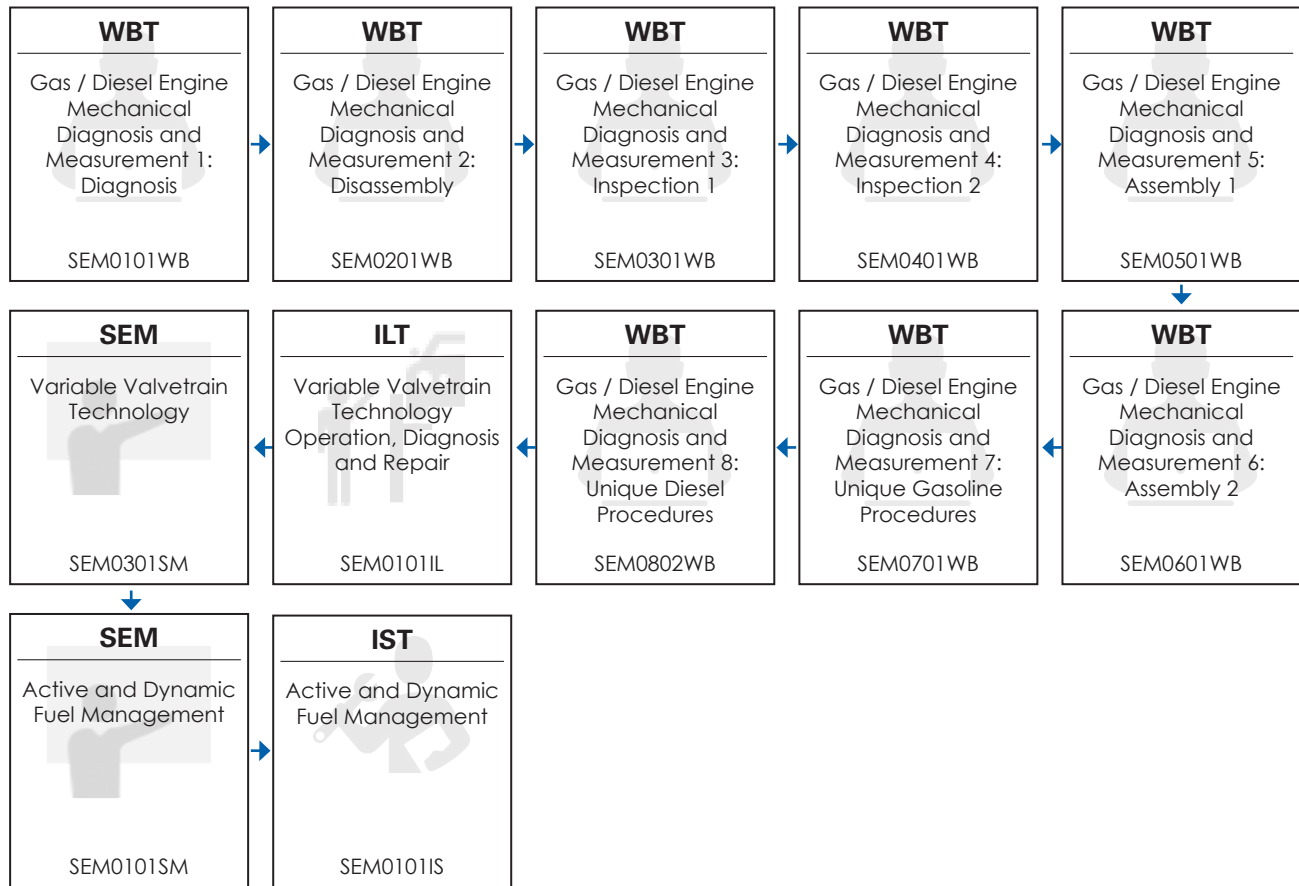 WBT
Gas / Diesel Engine
Mechanical
Diagnosis and
Measurement 1:
Diagnosis
SEM0101WB
WBT
Gas / Diesel Engine
Mechanical
Diagnosis and
Measurement 2:
Disassembly
SEM0201WB
WBT
Gas / Diesel Engine
Mechanical
Diagnosis and
Measurement 3:
Inspection 1
SEM0301WB
WBT
Gas / Diesel Engine
Mechanical
Diagnosis and
Measurement 4:
Inspection 2
SEM0401WB
WBT
Gas / Diesel Engine
Mechanical
Diagnosis and
Measurement 5:
Assembly 1
SEM0501WB
WBT
Gas / Diesel Engine
Mechanical
Diagnosis and
Measurement 6:
Assembly 2
SEM0601WB
WBT
Gas / Diesel Engine
Mechanical
Diagnosis and
Measurement 7:
Unique Gasoline
Procedures
SEM0701WB
WBT
Gas / Diesel Engine
Mechanical
Diagnosis and
Measurement 8:
Unique Diesel
Procedures
SEM0802WB
ILT
Variable Valvetrain
Technology
Operation, Diagnosis
and Repair
SEM0101IL
SEM
Variable Valvetrain
Technology
SEM0301SM
SEM
Active and Dynamic
Fuel Management
SEM0101SM
IST
Active and Dynamic
Fuel Management
SEM0101IS